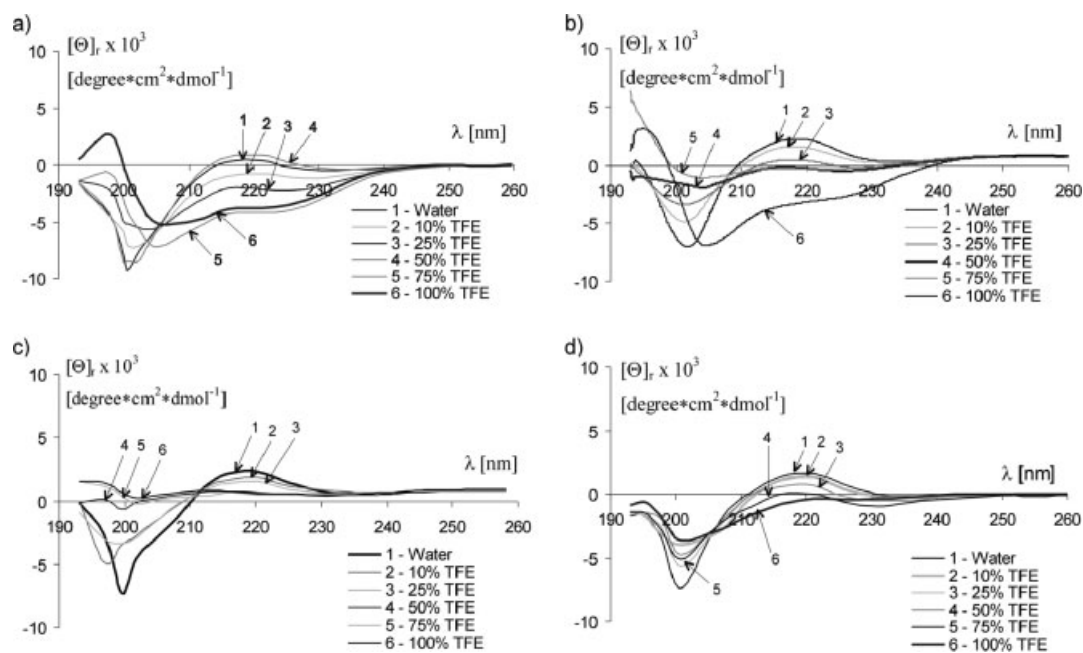 a)
[Θ]r x 10³
[degree*cm²*dmol⁻¹]
10
5
0
-5
-10
190 200 210 220 230 240 250 260
λ [nm]
1 2 3 4
5
6
1 - Water
2 - 10% TFE
3 - 25% TFE
4 - 50% TFE
5 - 75% TFE
6 - 100% TFE
b)
[Θ]r x 10³
[degree*cm²*dmol⁻¹]
10
5
0
-5
-10
190 200 210 220 230 240 250 260
λ [nm]
5 4 1 2 3
6
1 - Water
2 - 10% TFE
3 - 25% TFE
4 - 50% TFE
5 - 75% TFE
6 - 100% TFE
c)
[Θ]r x 10³
[degree*cm²*dmol⁻¹]
10
5
0
-5
-10
190 200 210 220 230 240 250 260
λ [nm]
4 5 6 1 2 3
1 - Water
2 - 10% TFE
3 - 25% TFE
4 - 50% TFE
5 - 75% TFE
6 - 100% TFE
d)
[Θ]r x 10³
[degree*cm²*dmol⁻¹]
10
5
0
-5
-10
190 200 210 220 230 240 250 260
λ [nm]
4 1 2 3
5
6
1 - Water
2 - 10% TFE
3 - 25% TFE
4 - 50% TFE
5 - 75% TFE
6 - 100% TFE